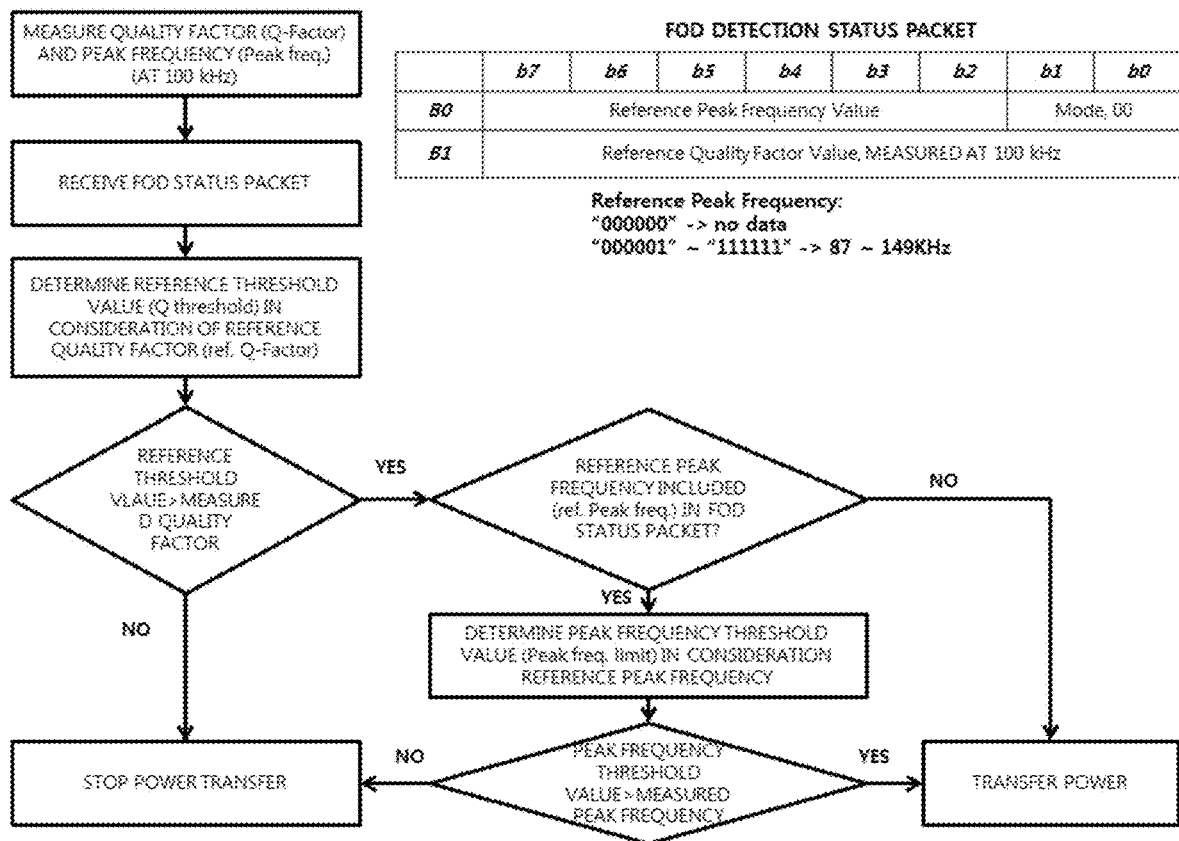 MEASURE QUALITY FACTOR (Q-Factor)
AND PEAK FREQUENCY (Peak freq.)
(AT 100 kHz)
RECEIVE FOD STATUS PACKET
DETERMINE REFERENCE THRESHOLD
VALUE (Q threshold) IN
CONSIDERATION OF REFERENCE
QUALITY FACTOR (ref. Q-Factor)
FOD DETECTION STATUS PACKET
b7 b6 b5 b4 b3 b2 b1 b0
B0 Reference Peak Frequency Value Mode, 00
B1 Reference Quality Factor Value, MEASURED AT 100 kHz
Reference Peak Frequency:
"000000" -> no data
"000001" ~ "111111" -> 87 ~ 149KHz
REFERENCE
THRESHOLD
VLAUE>MEASURE
D QUALITY
FACTOR
YES
NO
REFERENCE PEAK
FREQUENCY INCLUDED
(ref. Peak freq.) IN FOD
STATUS PACKET?
NO
YES
DETERMINE PEAK FREQUENCY THRESHOLD
VALUE (Peak freq. limit) IN CONSIDERATION
REFERENCE PEAK FREQUENCY
STOP POWER TRANSFER
NO
PEAK FREQUENCY
THRESHOLD
VALUE>MEASURED
PEAK FREQUENCY
YES
TRANSFER POWER